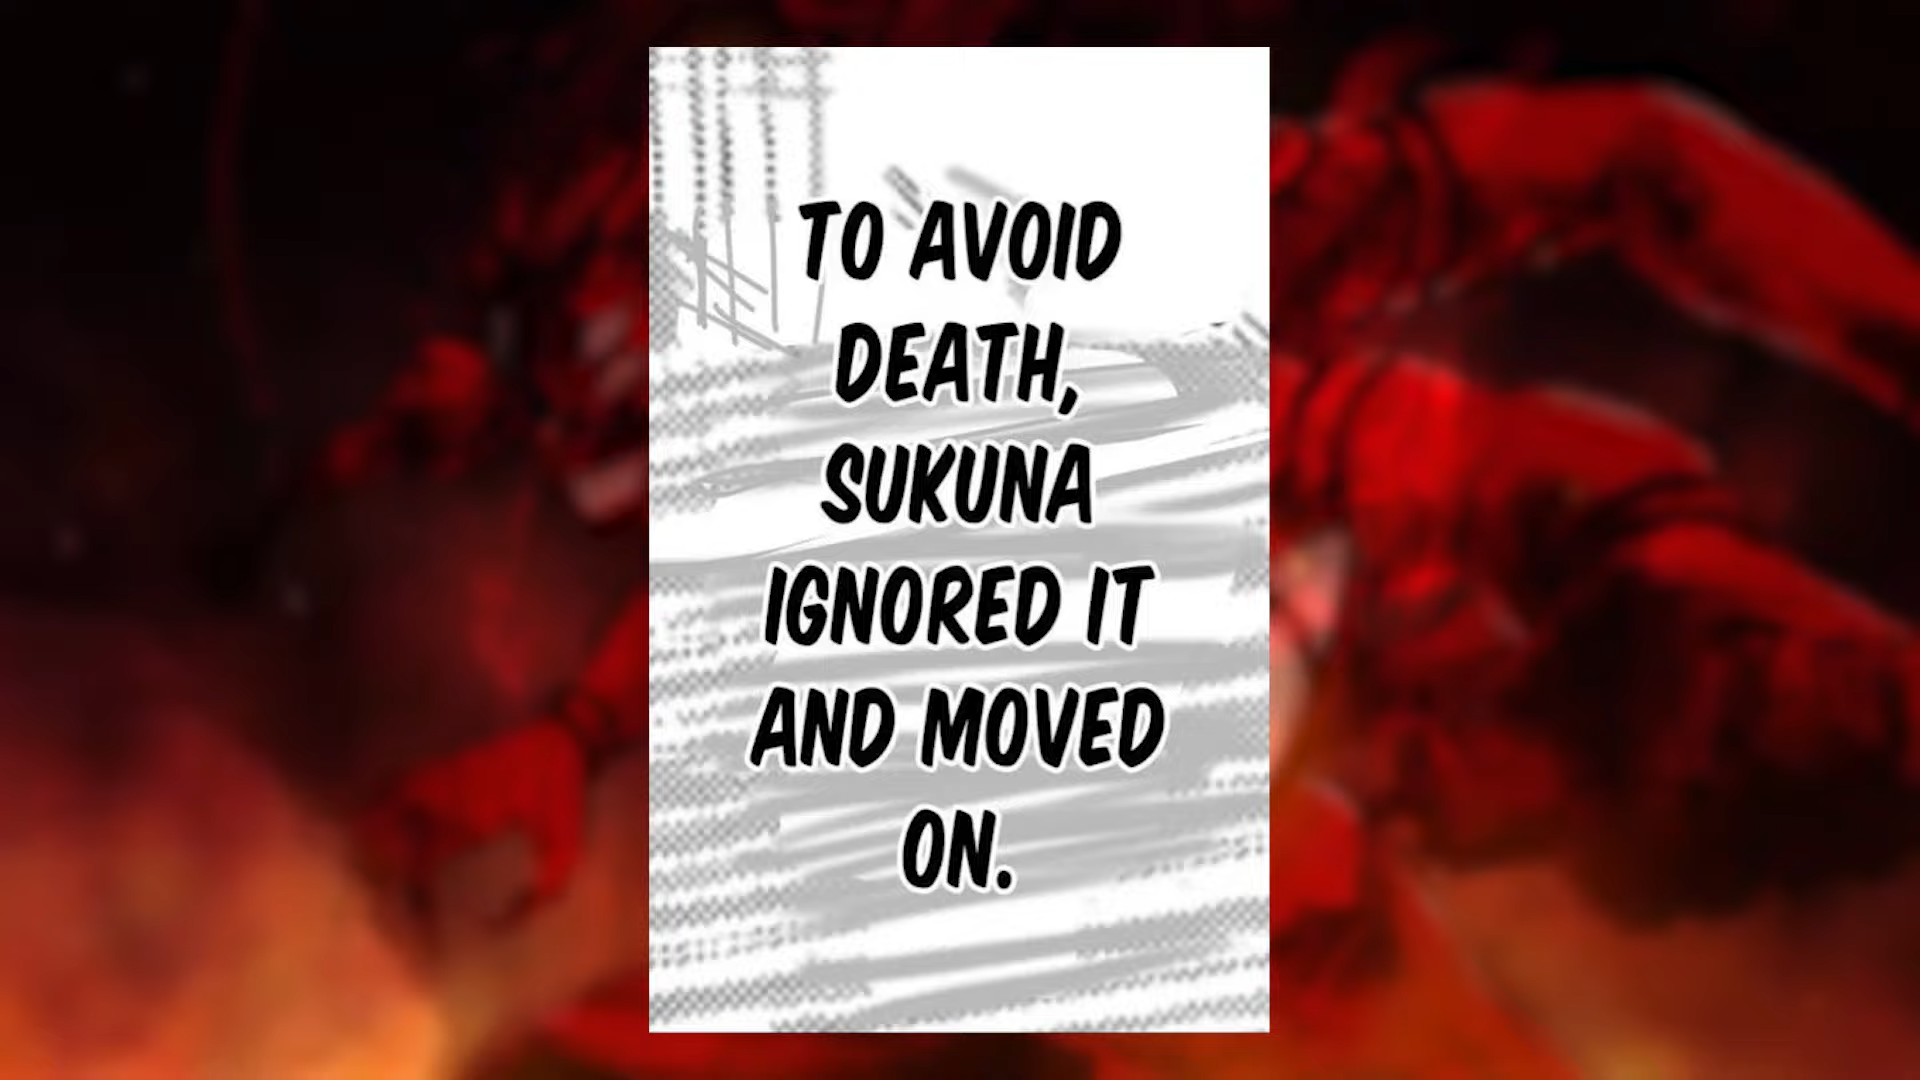 TO AVOID
DEATH,
SUKUNA
IGNORED IT
AND MOVED
ON.